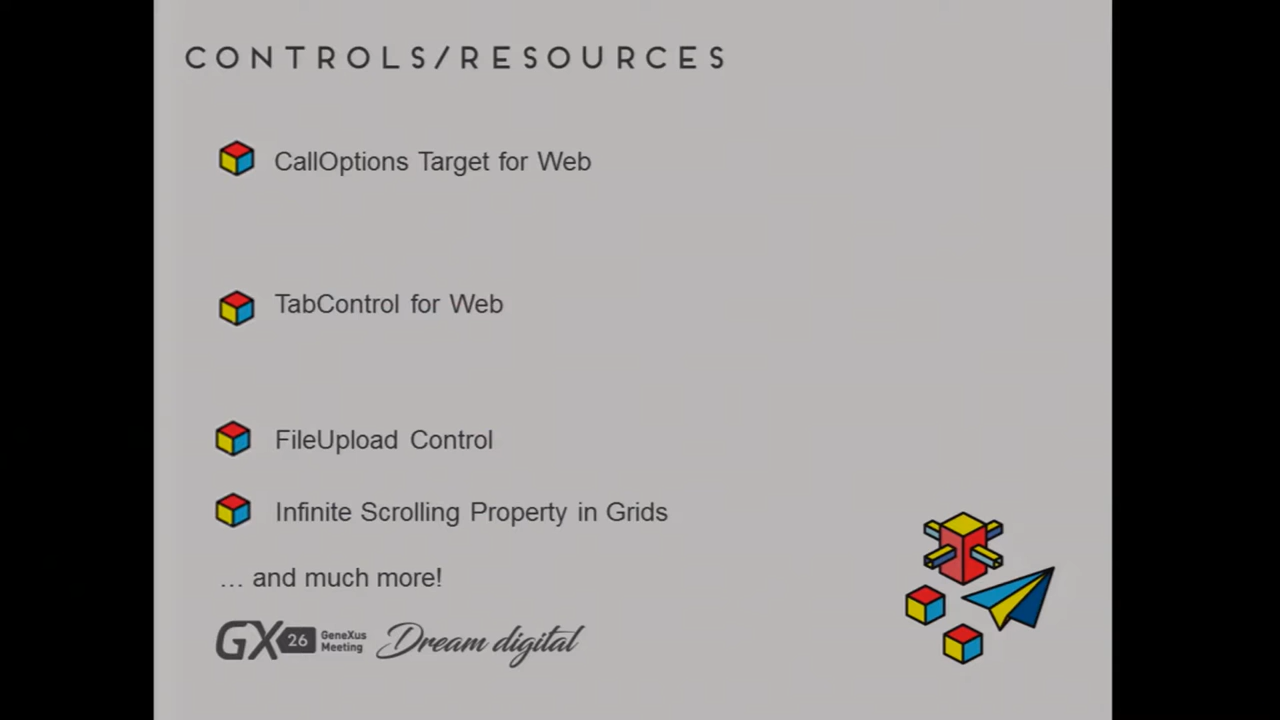 CONTROLS/RESOURCES
CallOptions Target for Web
TabControl for Web
FileUpload Control
Infinite Scrolling Property in Grids
… and much more!
GX 26 GeneXus Meeting Dream digital